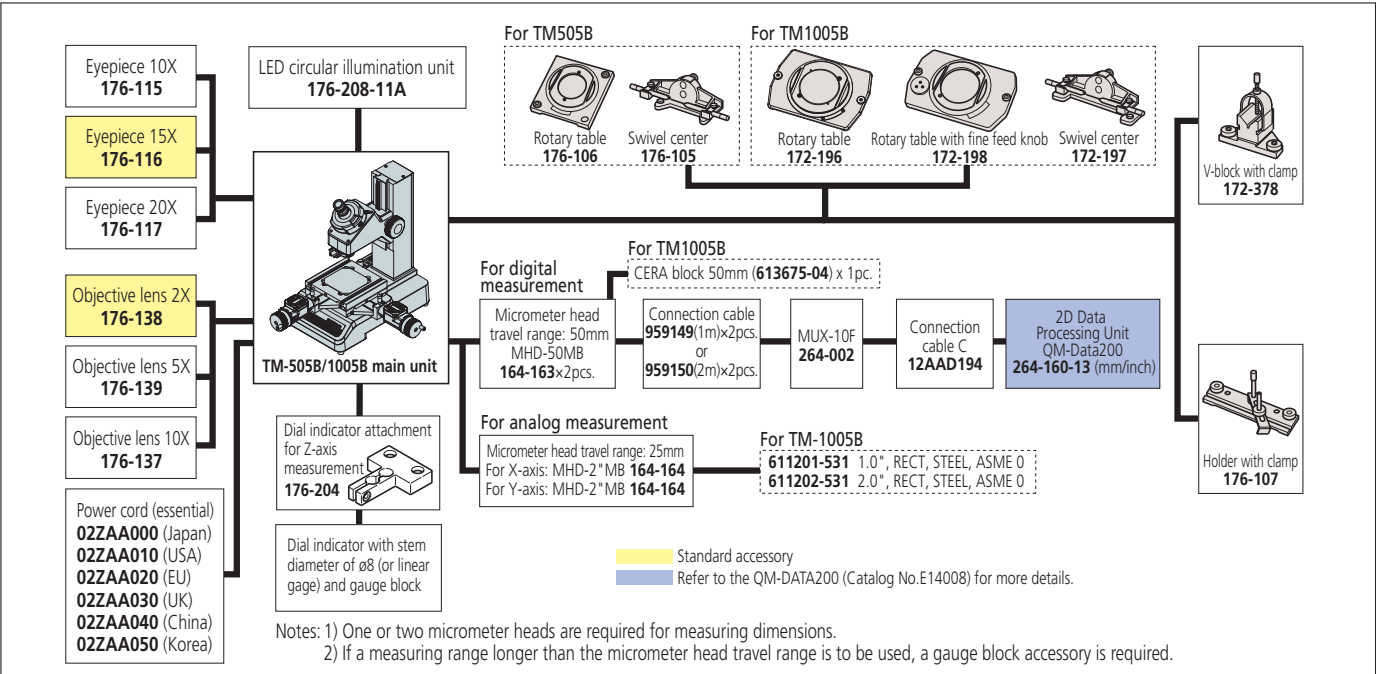 Eyepiece 10X
176-115
Eyepiece 15X
176-116
Eyepiece 20X
176-117
Objective lens 2X
176-138
Objective lens 5X
176-139
Objective lens 10X
176-137
Power cord (essential)
02ZAA000 (Japan)
02ZAA010 (USA)
02ZAA020 (EU)
02ZAA030 (UK)
02ZAA040 (China)
02ZAA050 (Korea)
LED circular illumination unit
176-208-11A
TM-505B/1005B main unit
Dial indicator attachment
for Z-axis
measurement
176-204
Dial indicator with stem
diameter of ø8 (or linear
gage) and gauge block
For TM505B
Rotary table
176-106
Swivel center
176-105
For TM1005B
Rotary table
172-196
Rotary table with fine feed knob
172-198
Swivel center
172-197
V-block with clamp
172-378
Holder with clamp
176-107
For digital
measurement
Micrometer head
travel range: 50mm
MHD-50MB
164-163×2pcs.
For TM1005B
CERA block 50mm (613675-04) x 1pc.
Connection cable
959149(1m)×2pcs.
or
959150(2m)×2pcs.
MUX-10F
264-002
Connection
cable C
12AAD194
2D Data
Processing Unit
QM-Data200
264-160-13 (mm/inch)
For analog measurement
Micrometer head travel range: 25mm
For X-axis: MHD-2"MB 164-164
For Y-axis: MHD-2"MB 164-164
For TM-1005B
611201-531 1.0", RECT, STEEL, ASME 0
611202-531 2.0", RECT, STEEL, ASME 0
Standard accessory
Refer to the QM-DATA200 (Catalog No.E14008) for more details.
Notes: 1) One or two micrometer heads are required for measuring dimensions.
2) If a measuring range longer than the micrometer head travel range is to be used, a gauge block accessory is required.